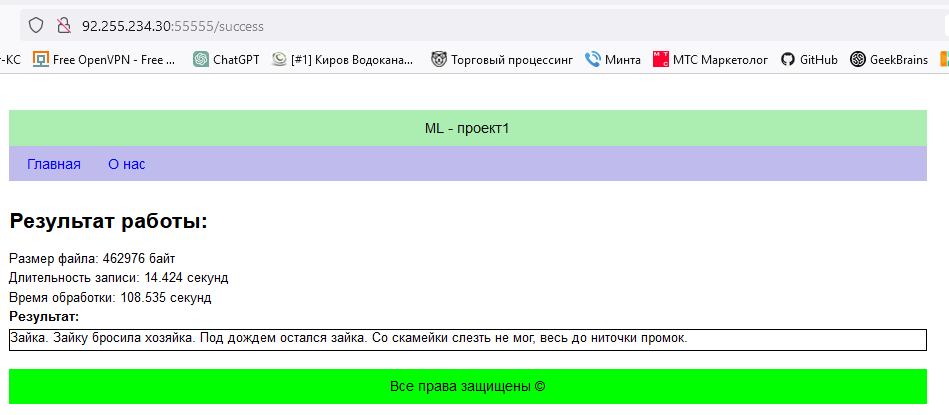 92.255.234.30:55555/success
-КС Free OpenVPN - Free ... ChatGPT [#1] Киров Водокана... Торговый процессинг Минта МТС Маркетолог GitHub GeekBrains
ML - проект1
Главная О нас
Результат работы:
Размер файла: 462976 байт
Длительность записи: 14.424 секунд
Время обработки: 108.535 секунд
Результат:
Зайка. Зайку бросила хозяйка. Под дождем остался зайка. Со скамейки слезть не мог, весь до ниточки промок.
Все права защищены ©